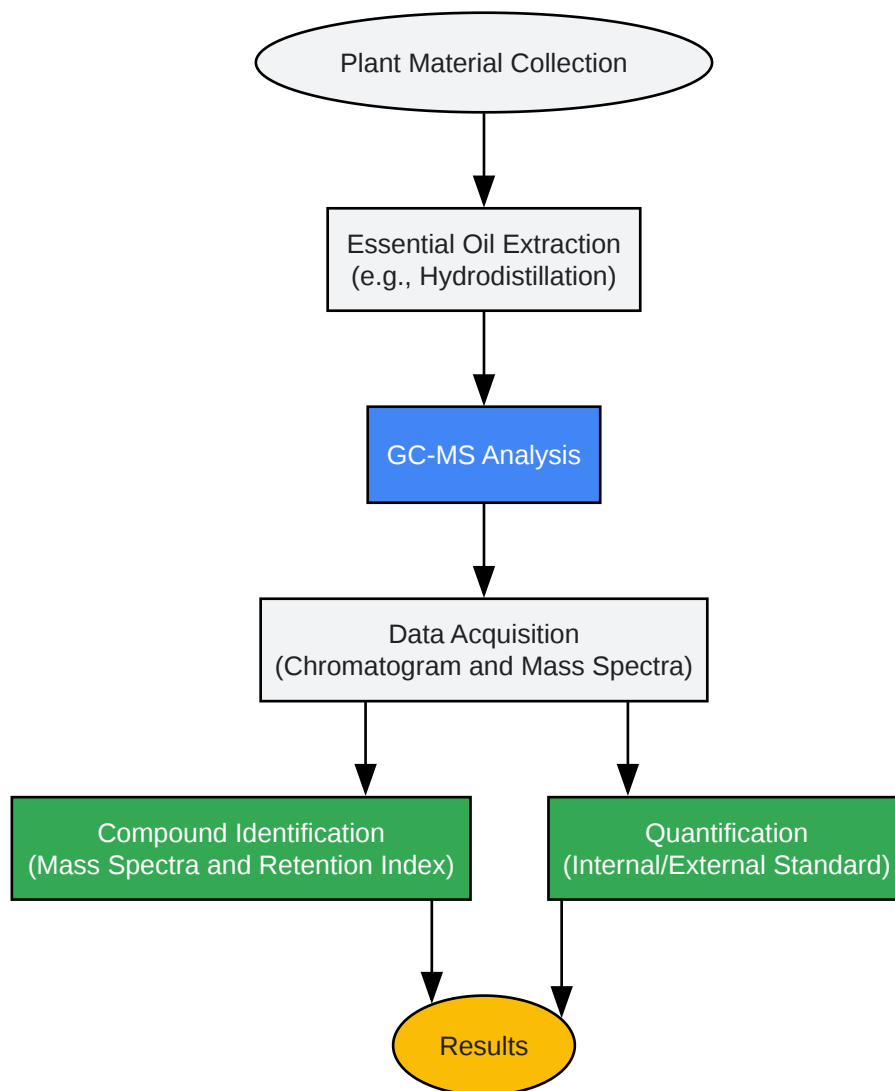 Plant Material Collection
Essential Oil Extraction
(e.g., Hydrodistillation)
GC-MS Analysis
Data Acquisition
(Chromatogram and Mass Spectra)
Compound Identification
(Mass Spectra and Retention Index)
Quantification
(Internal/External Standard)
Results